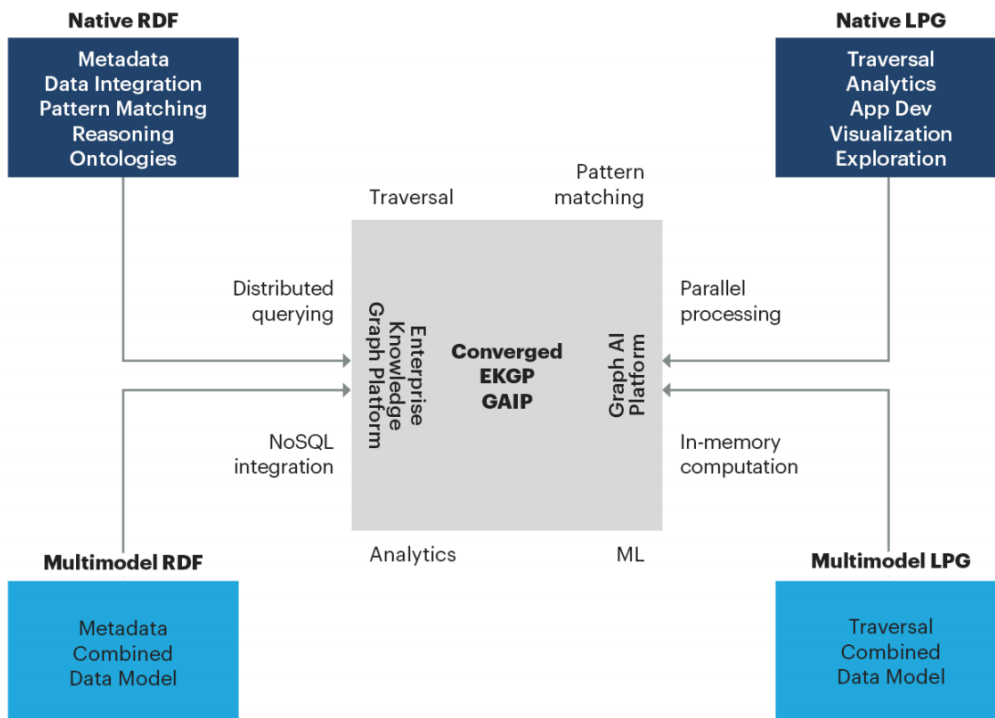 Native RDF
Metadata
Data Integration
Pattern Matching
Reasoning
Ontologies
Native LPG
Traversal
Analytics
App Dev
Visualization
Exploration
Traversal
Pattern
matching
Distributed
querying
Parallel
processing
Enterprise
Knowledge
Graph Platform
Converged
EKGP
GAIP
Graph AI
Platform
NoSQL
integration
In-memory
computation
Analytics
ML
Multimodel RDF
Metadata
Combined
Data Model
Multimodel LPG
Traversal
Combined
Data Model